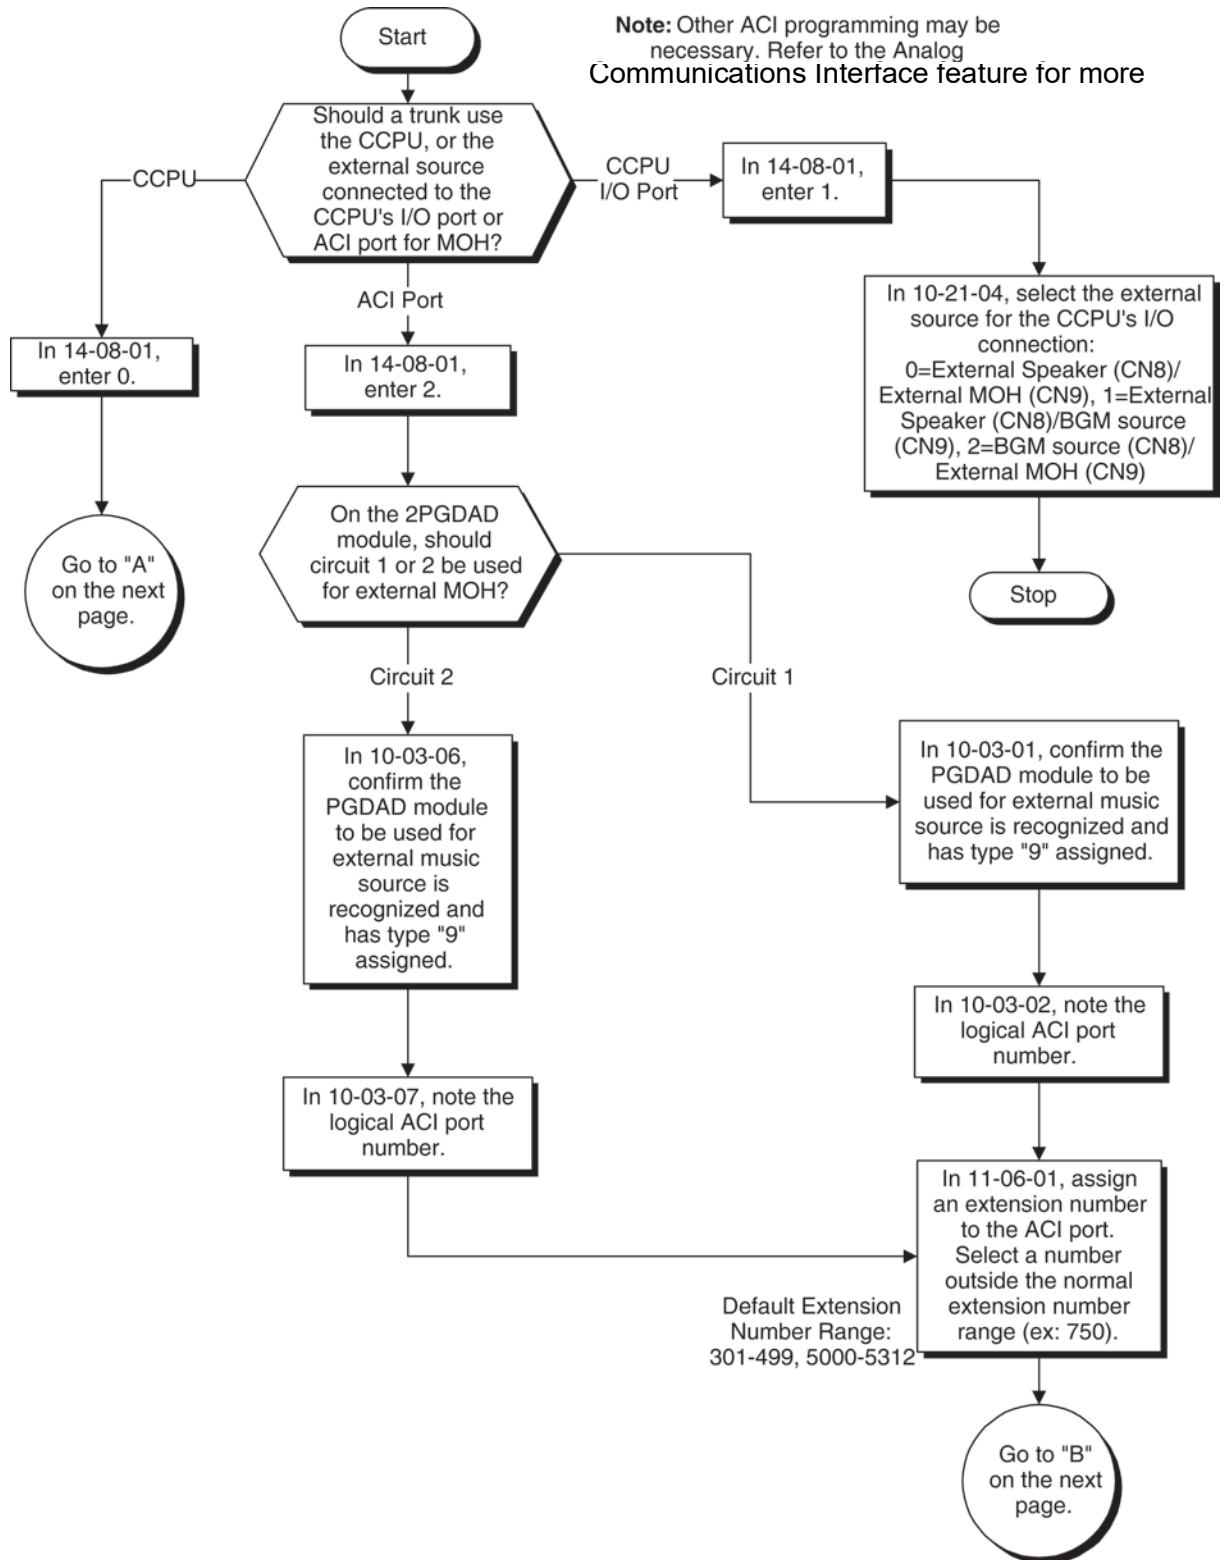 Start
Note: Other ACI programming may be
necessary. Refer to the Analog
Communications Interface feature for more
Should a trunk use
the CCPU, or the
external source
connected to the
CCPU's I/O port or
ACI port for MOH?
CCPU
CCPU
I/O Port
In 14-08-01,
enter 1.
ACI Port
In 14-08-01,
enter 0.
In 14-08-01,
enter 2.
In 10-21-04, select the external
source for the CCPU's I/O
connection:
0=External Speaker (CN8)/
External MOH (CN9), 1=External
Speaker (CN8)/BGM source
(CN9), 2=BGM source (CN8)/
External MOH (CN9)
Go to "A"
on the next
page.
On the 2PGDAD
module, should
circuit 1 or 2 be used
for external MOH?
Stop
Circuit 2
Circuit 1
In 10-03-06,
confirm the
PGDAD module
to be used for
external music
source is
recognized and
has type "9"
assigned.
In 10-03-01, confirm the
PGDAD module to be
used for external music
source is recognized and
has type "9" assigned.
In 10-03-02, note the
logical ACI port
number.
In 10-03-07, note the
logical ACI port
number.
In 11-06-01, assign
an extension number
to the ACI port.
Select a number
outside the normal
extension number
range (ex: 750).
Default Extension
Number Range:
301-499, 5000-5312
Go to "B"
on the next
page.